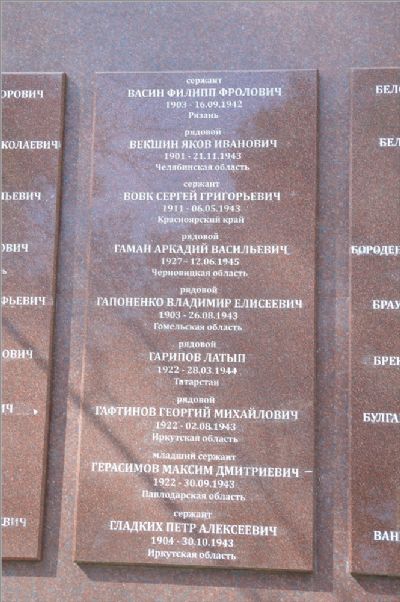 сержант
ВАСИН ФИЛИПП ФРОЛОВИЧ
1903 - 16.09.1942
Рязань
рядовой
ВЕКШИН ЯКОВ ИВАНОВИЧ
1901 - 21.11.1943
Челябинская область
сержант
ВОВК СЕРГЕЙ ГРИГОРЬЕВИЧ
1911 - 06.05.1943
Красноярский край
рядовой
ГАМАН АРКАДИЙ ВАСИЛЬЕВИЧ
1927 - 12.06.1945
Черновицкая область
рядовой
ГАПОНЕНКО ВЛАДИМИР ЕЛИСЕЕВИЧ
1903 - 26.08.1943
Гомельская область
рядовой
ГАРИПОВ ЛАТЫП
1922 - 28.03.1944
Татарстан
рядовой
ГАФТИНОВ ГЕОРГИЙ МИХАЙЛОВИЧ
1922 - 02.08.1943
Иркутская область
младший сержант
ГЕРАСИМОВ МАКСИМ ДМИТРИЕВИЧ
1922 - 30.09.1943
Павлодарская область
сержант
ГЛАДКИХ ПЕТР АЛЕКСЕЕВИЧ
1904 - 30.10.1943
Иркутская область